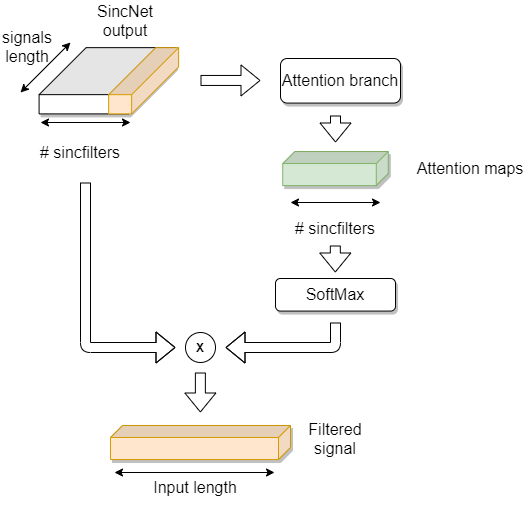 SincNet
output
signals
length
Attention branch
# sincfilters
Attention maps
# sincfilters
SoftMax
x
Filtered
signal
Input length